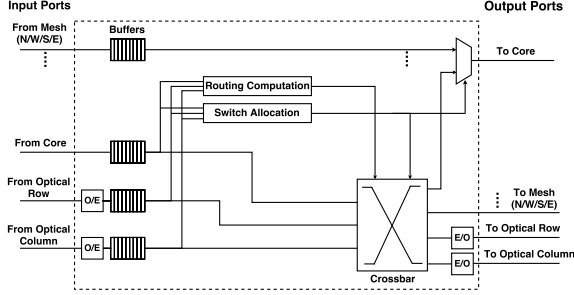 Input Ports
Output Ports
From Mesh
(N/W/S/E)
Buffers
To Core
Routing Computation
Switch Allocation
From Core
From Optical
Row
O/E
To Mesh
(N/W/S/E)
From Optical
Column
O/E
E/O
To Optical Row
E/O
To Optical Column
Crossbar